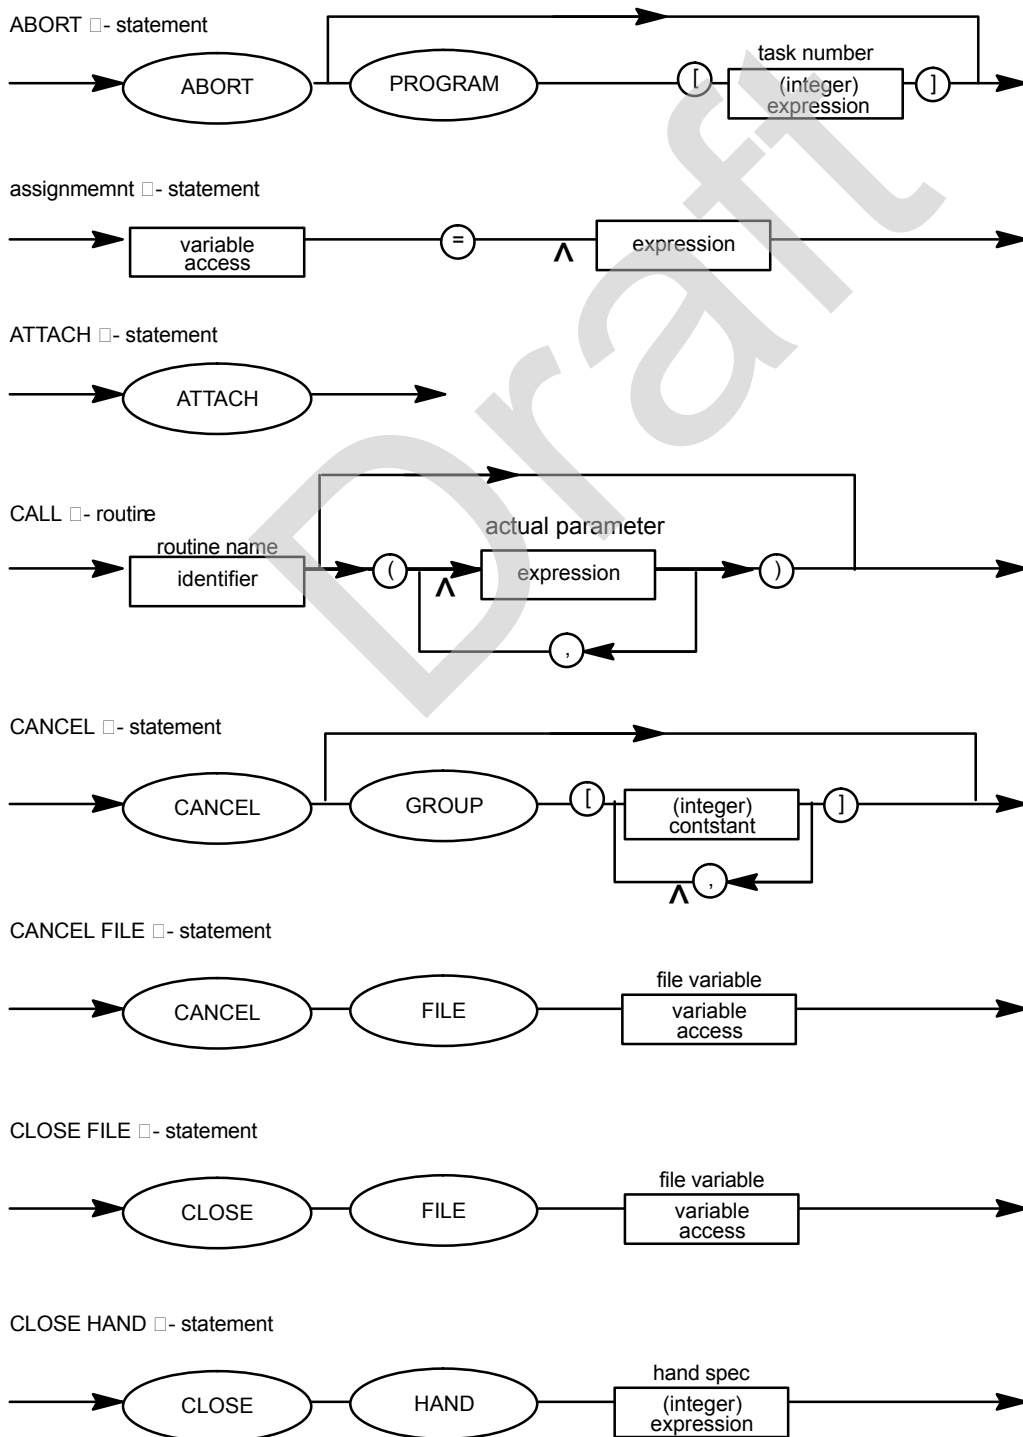 ABORT □- statement
task number
ABORT PROGRAM [ (integer) ]
expression
assignmemnt □- statement
variable = expression
access
^
ATTACH □- statement
ATTACH
CALL □- routine
actual parameter
routine name
identifier ( expression )
^
,
CANCEL □- statement
CANCEL GROUP [ (integer) ]
contstant
^ ,
CANCEL FILE □- statement
file variable
CANCEL FILE variable
access
CLOSE FILE □- statement
file variable
CLOSE FILE variable
access
CLOSE HAND □- statement
hand spec
CLOSE HAND (integer)
expression
Draft